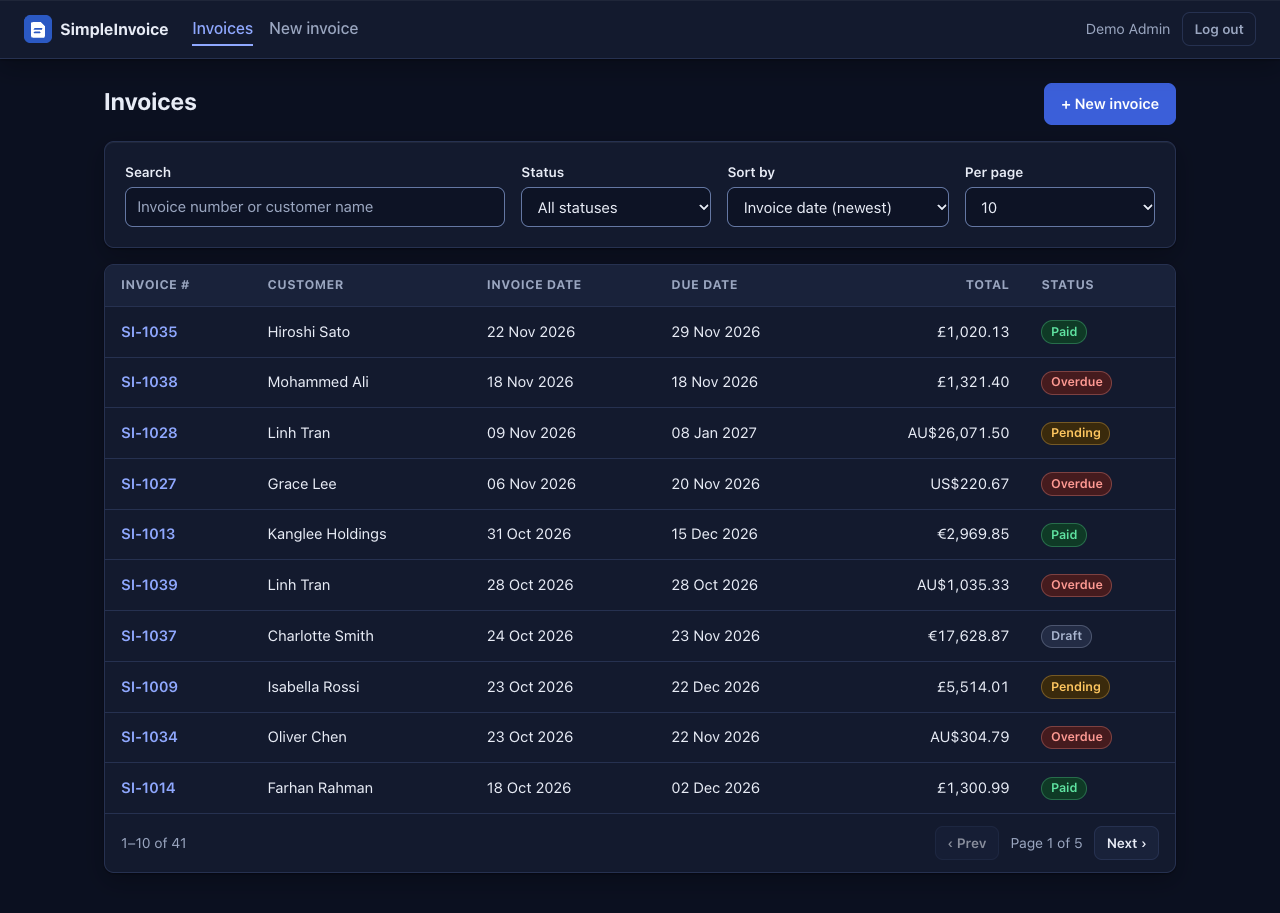 SimpleInvoice Invoices New invoice Demo Admin Log out
Invoices + New invoice
Search Status Sort by Per page
Invoice number or customer name All statuses Invoice date (newest) 10
INVOICE # CUSTOMER INVOICE DATE DUE DATE TOTAL STATUS
SI-1035 Hiroshi Sato 22 Nov 2026 29 Nov 2026 £1,020.13 Paid
SI-1038 Mohammed Ali 18 Nov 2026 18 Nov 2026 £1,321.40 Overdue
SI-1028 Linh Tran 09 Nov 2026 08 Jan 2027 AU$26,071.50 Pending
SI-1027 Grace Lee 06 Nov 2026 20 Nov 2026 US$220.67 Overdue
SI-1013 Kanglee Holdings 31 Oct 2026 15 Dec 2026 €2,969.85 Paid
SI-1039 Linh Tran 28 Oct 2026 28 Oct 2026 AU$1,035.33 Overdue
SI-1037 Charlotte Smith 24 Oct 2026 23 Nov 2026 €17,628.87 Draft
SI-1009 Isabella Rossi 23 Oct 2026 22 Dec 2026 £5,514.01 Pending
SI-1034 Oliver Chen 23 Oct 2026 22 Nov 2026 AU$304.79 Overdue
SI-1014 Farhan Rahman 18 Oct 2026 02 Dec 2026 £1,300.99 Paid
1–10 of 41 ‹ Prev Page 1 of 5 Next ›